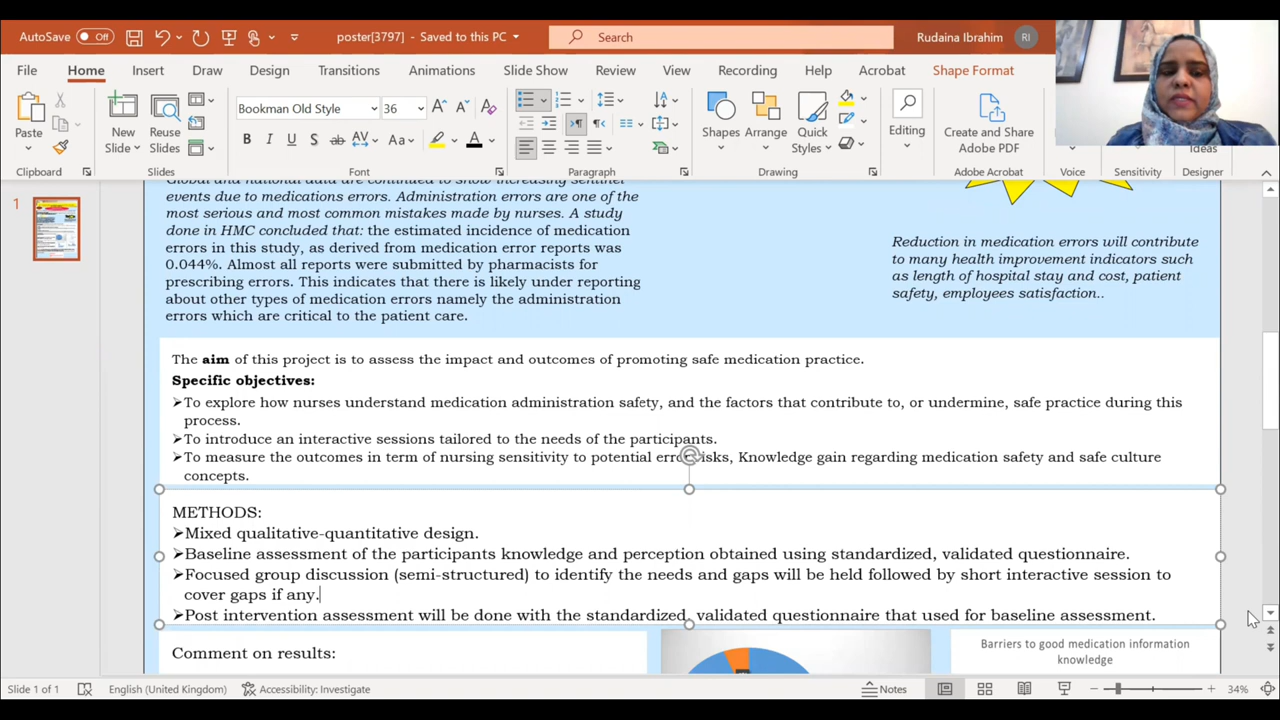 AutoSave Off poster[3797] - Saved to this PC Search Rudaina Ibrahim RI
File Home Insert Draw Design Transitions Animations Slide Show Review View Recording Help Acrobat Shape Format
Bookman Old Style 36
Paste New Slides Reuse Slides Shapes Arrange Quick Styles Editing Create and Share Adobe PDF Ideas
Clipboard Slides Font Paragraph Drawing Adobe Acrobat Voice Sensitivity Designer
1
Global and national data are continued to show increasing sentinel
events due to medications errors. Administration errors are one of the
most serious and most common mistakes made by nurses. A study
done in HMC concluded that: the estimated incidence of medication
errors in this study, as derived from medication error reports was
0.044%. Almost all reports were submitted by pharmacists for
prescribing errors. This indicates that there is likely under reporting
about other types of medication errors namely the administration
errors which are critical to the patient care.
Reduction in medication errors will contribute
to many health improvement indicators such
as length of hospital stay and cost, patient
safety, employees satisfaction..
The aim of this project is to assess the impact and outcomes of promoting safe medication practice.
Specific objectives:
➢To explore how nurses understand medication administration safety, and the factors that contribute to, or undermine, safe practice during this
process.
➢To introduce an interactive sessions tailored to the needs of the participants.
➢To measure the outcomes in term of nursing sensitivity to potential error risks, Knowledge gain regarding medication safety and safe culture
concepts.
METHODS:
➢Mixed qualitative-quantitative design.
➢Baseline assessment of the participants knowledge and perception obtained using standardized, validated questionnaire.
➢Focused group discussion (semi-structured) to identify the needs and gaps will be held followed by short interactive session to
cover gaps if any.
➢Post intervention assessment will be done with the standardized, validated questionnaire that used for baseline assessment.
Comment on results:
Barriers to good medication information
knowledge
Slide 1 of 1 English (United Kingdom) Accessibility: Investigate Notes 34%